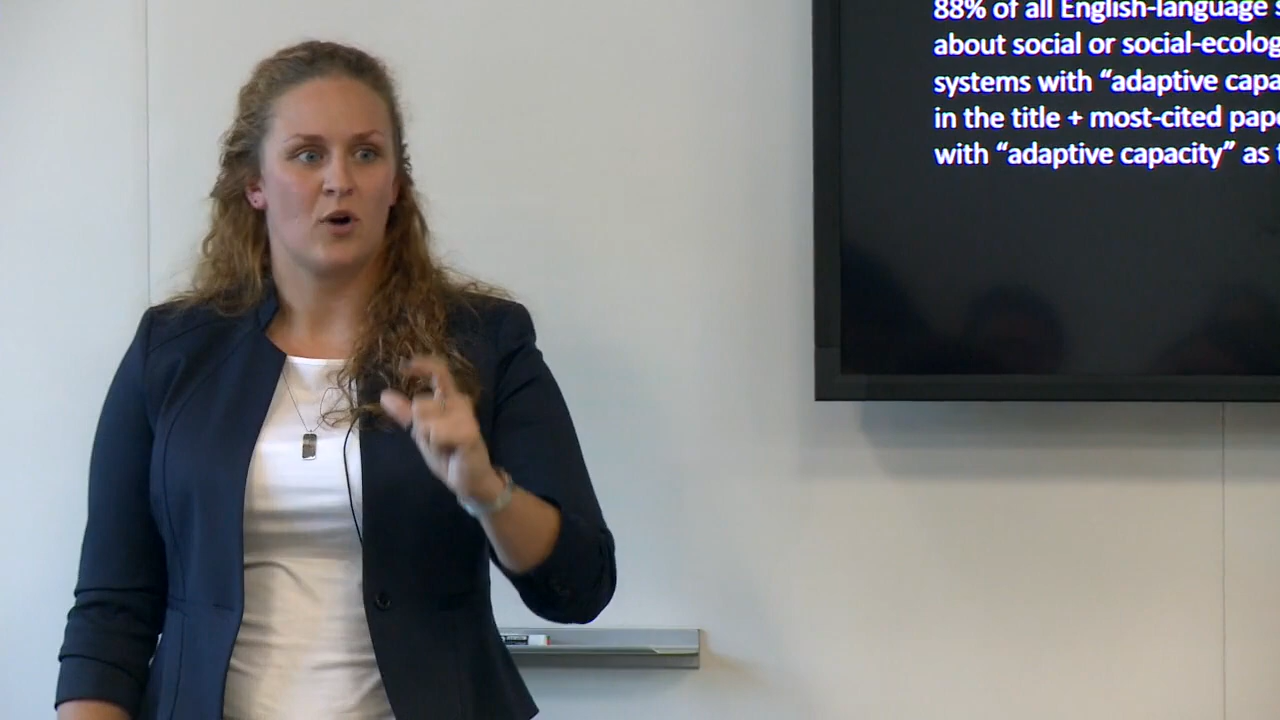 88% of all English-language
about social or social-ecolog
systems with “adaptive capa
in the title + most-cited pape
with “adaptive capacity” as